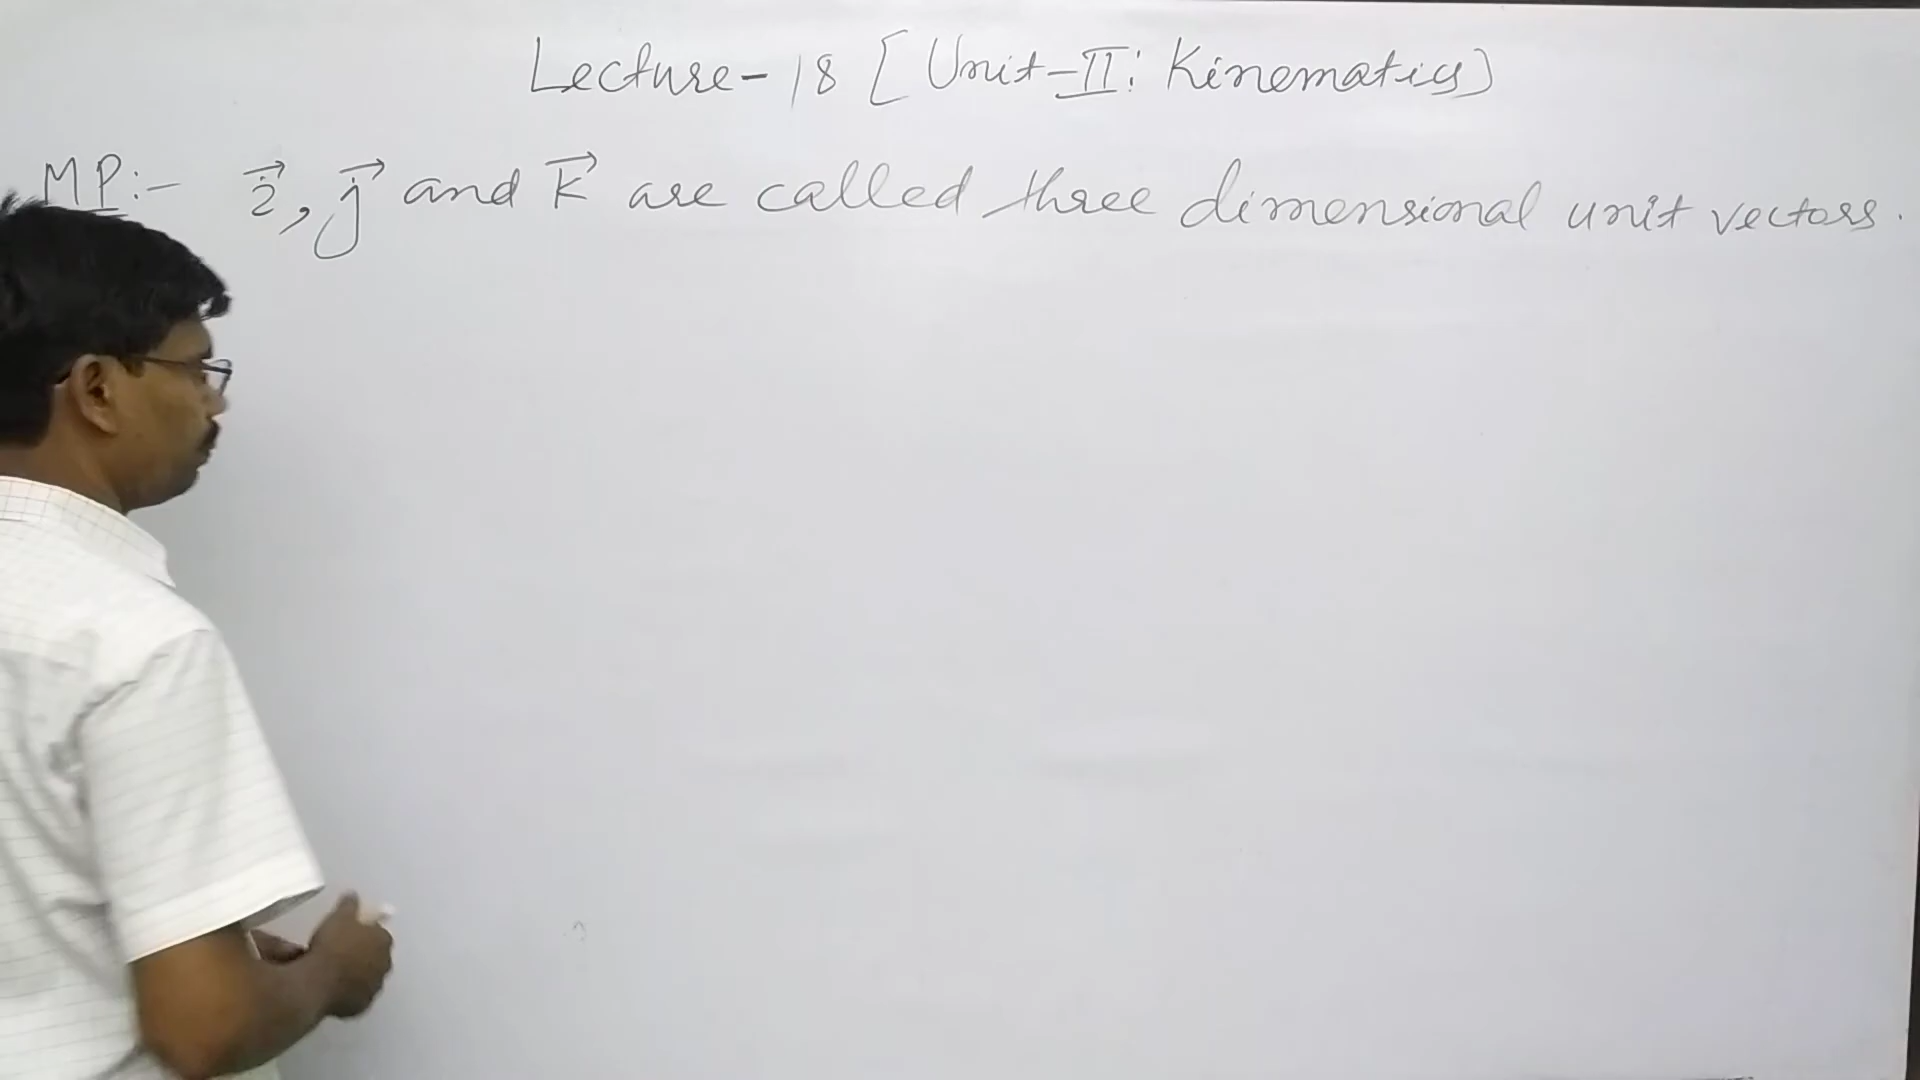 Lecture-18 [Unit-II: Kinematics]
MP:- i⃗, j⃗ and k⃗ are called three dimensional unit vectors.